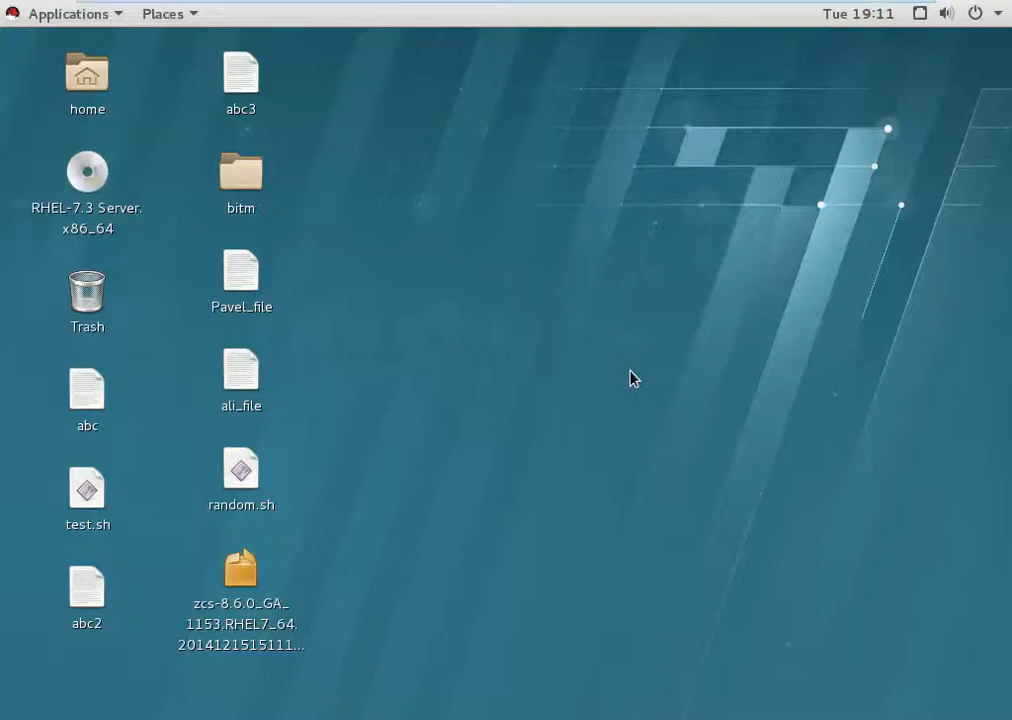 Applications
Places
Tue 19:11
home
RHEL-7.3 Server.
x86_64
Trash
abc
test.sh
abc2
abc3
bitm
Pavel_file
ali_file
random.sh
zcs-8.6.0_GA_
1153.RHEL7_64.
2014121515111...